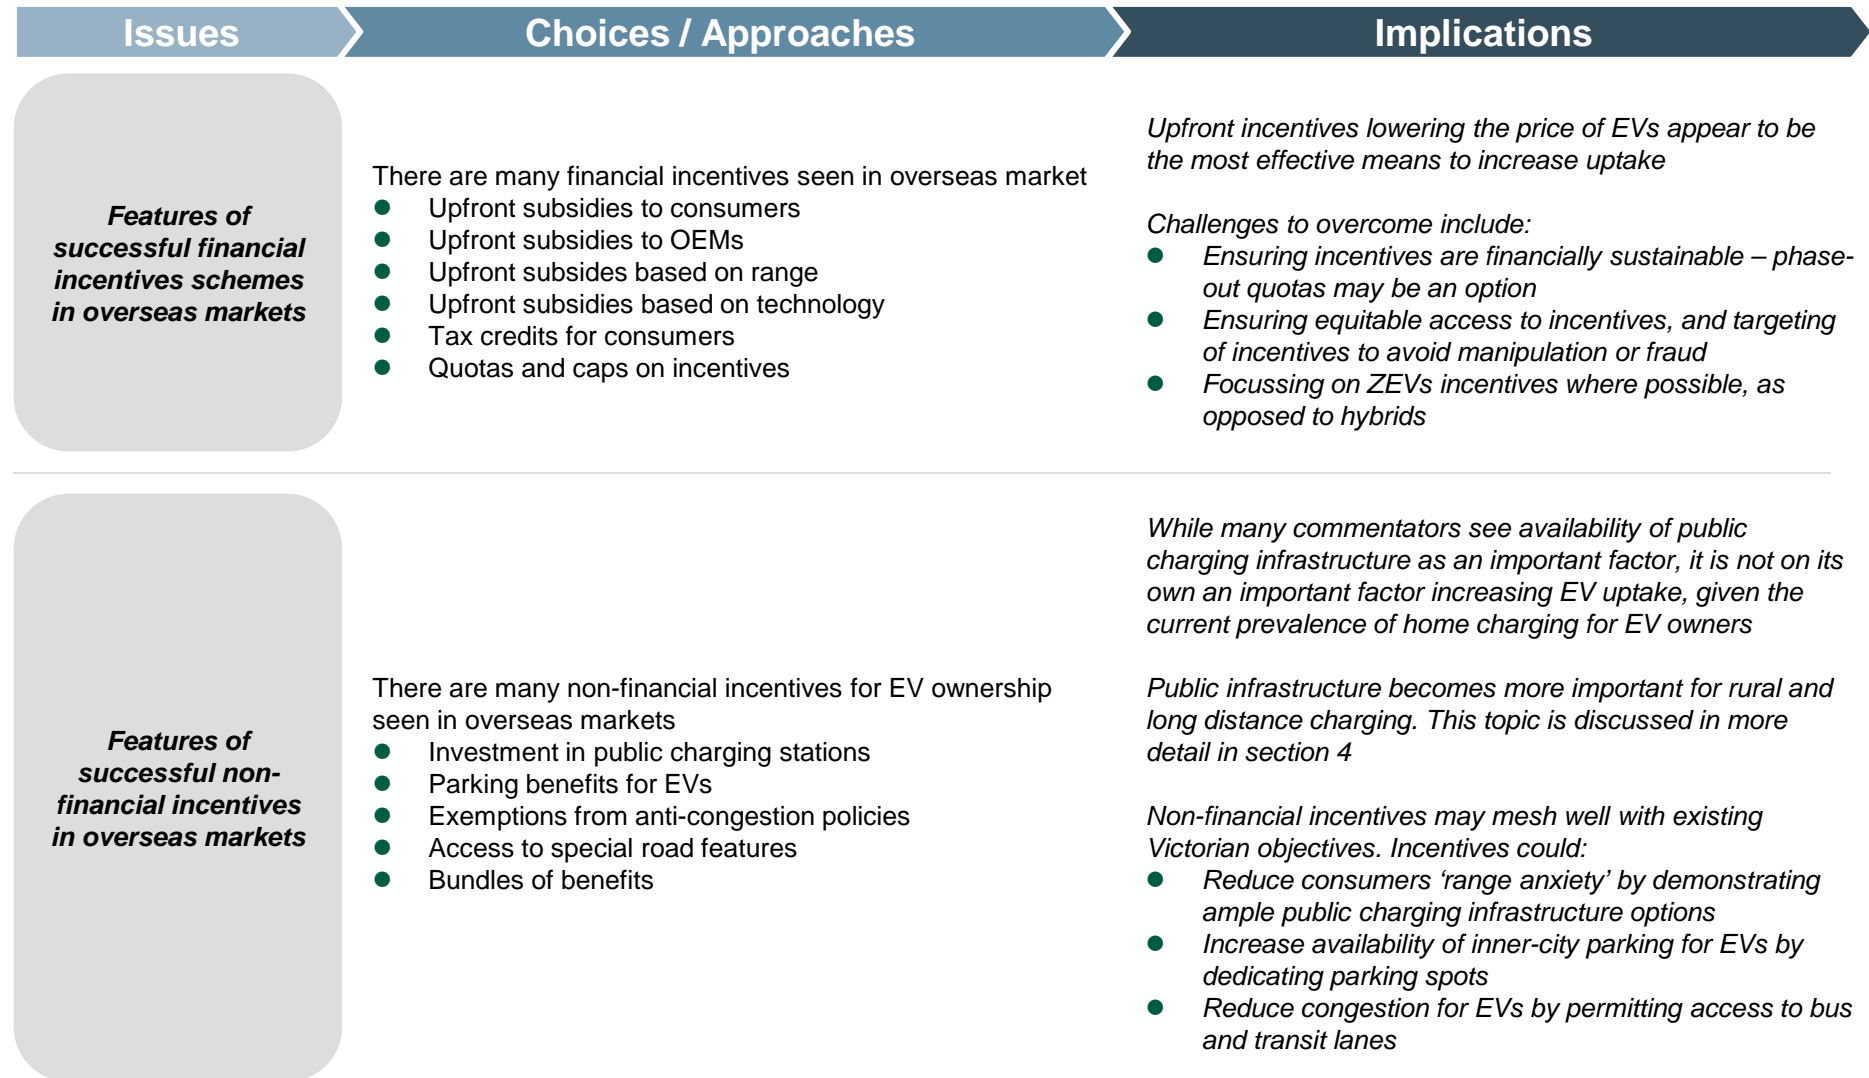 Issues
Choices / Approaches
Implications
Features of
successful financial
incentives schemes
in overseas markets
There are many financial incentives seen in overseas market
● Upfront subsidies to consumers
● Upfront subsidies to OEMs
● Upfront subsides based on range
● Upfront subsidies based on technology
● Tax credits for consumers
● Quotas and caps on incentives
Upfront incentives lowering the price of EVs appear to be
the most effective means to increase uptake
Challenges to overcome include:
● Ensuring incentives are financially sustainable – phase-
out quotas may be an option
● Ensuring equitable access to incentives, and targeting
of incentives to avoid manipulation or fraud
● Focussing on ZEVs incentives where possible, as
opposed to hybrids
Features of
successful non-
financial incentives
in overseas markets
There are many non-financial incentives for EV ownership
seen in overseas markets
● Investment in public charging stations
● Parking benefits for EVs
● Exemptions from anti-congestion policies
● Access to special road features
● Bundles of benefits
While many commentators see availability of public
charging infrastructure as an important factor, it is not on its
own an important factor increasing EV uptake, given the
current prevalence of home charging for EV owners
Public infrastructure becomes more important for rural and
long distance charging. This topic is discussed in more
detail in section 4
Non-financial incentives may mesh well with existing
Victorian objectives. Incentives could:
● Reduce consumers ‘range anxiety’ by demonstrating
ample public charging infrastructure options
● Increase availability of inner-city parking for EVs by
dedicating parking spots
● Reduce congestion for EVs by permitting access to bus
and transit lanes